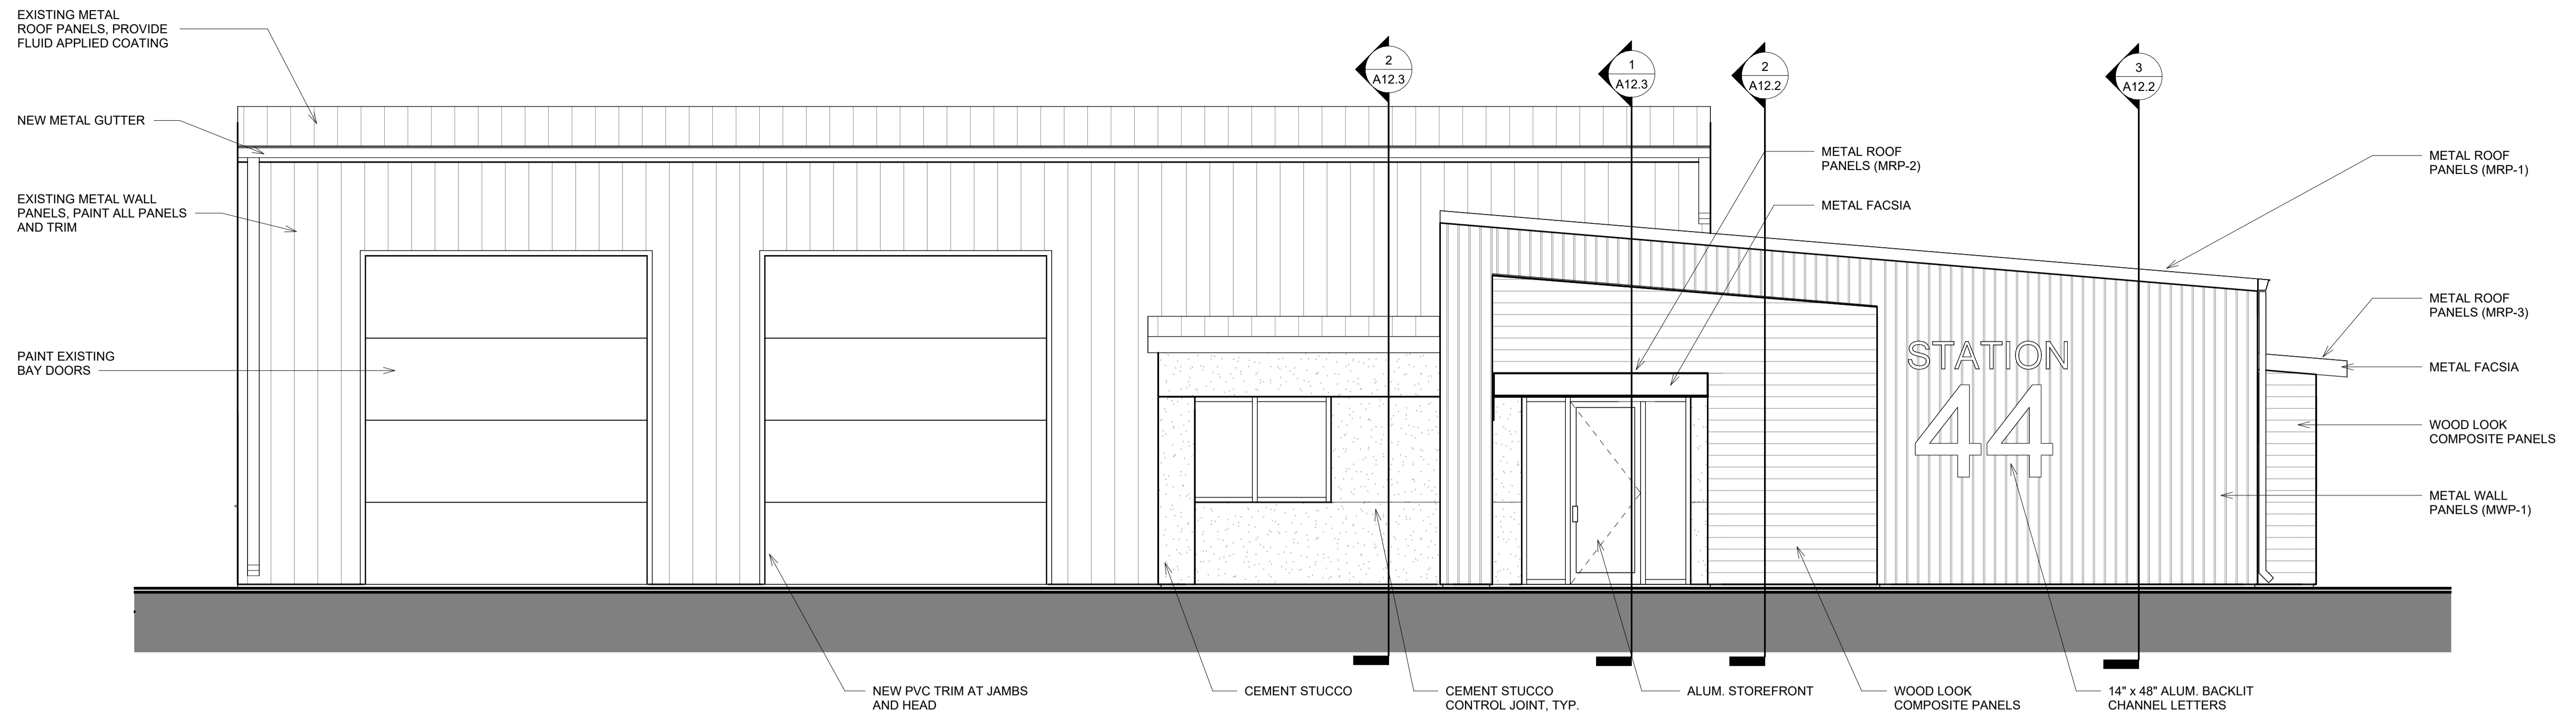 EXISTING METAL
ROOF PANELS, PROVIDE
FLUID APPLIED COATING
NEW METAL GUTTER
EXISTING METAL WALL
PANELS, PAINT ALL PANELS
AND TRIM
PAINT EXISTING
BAY DOORS
2
A12.3
1
A12.3
2
A12.2
3
A12.2
METAL ROOF
PANELS (MRP-2)
METAL FACSIA
METAL ROOF
PANELS (MRP-1)
METAL ROOF
PANELS (MRP-3)
METAL FACSIA
WOOD LOOK
COMPOSITE PANELS
METAL WALL
PANELS (MWP-1)
STATION
44
NEW PVC TRIM AT JAMBS
AND HEAD
CEMENT STUCCO
CEMENT STUCCO
CONTROL JOINT, TYP.
ALUM. STOREFRONT
WOOD LOOK
COMPOSITE PANELS
14" x 48" ALUM. BACKLIT
CHANNEL LETTERS